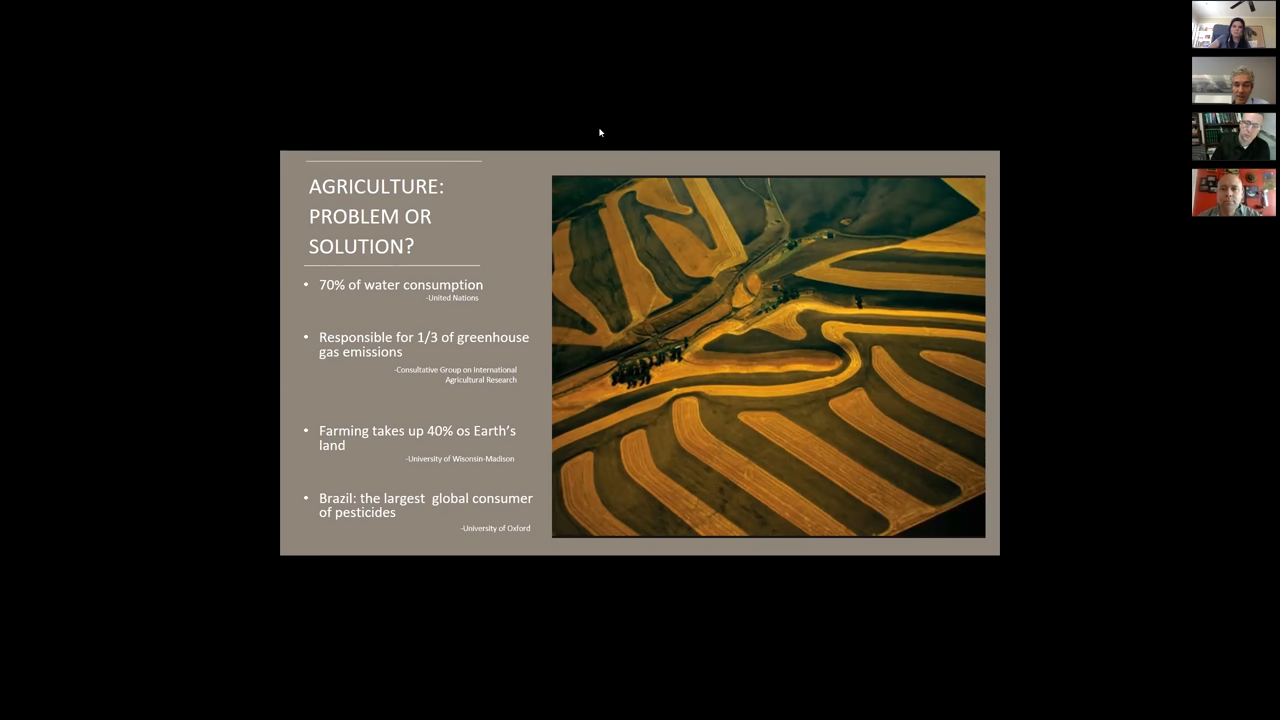 AGRICULTURE:
PROBLEM OR
SOLUTION?
• 70% of water consumption
-United Nations
• Responsible for 1/3 of greenhouse
gas emissions
-Consultative Group on International
Agricultural Research
• Farming takes up 40% os Earth's
land
-University of Wisonsin-Madison
• Brazil: the largest  global consumer
of pesticides
-University of Oxford